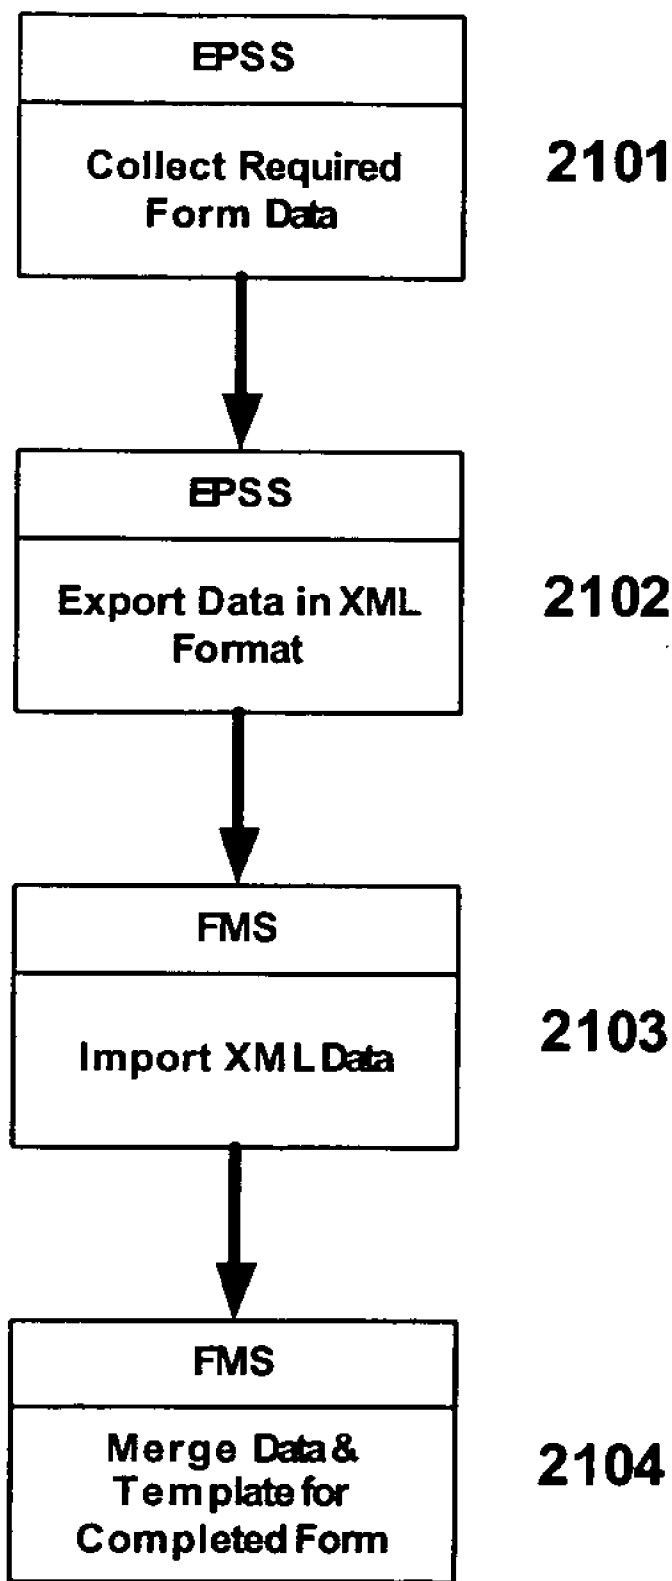 EPSS
Collect Required
Form Data
2101
EPSS
Export Data in XML
Format
2102
FMS
Import XML Data
2103
FMS
Merge Data &
Template for
Completed Form
2104